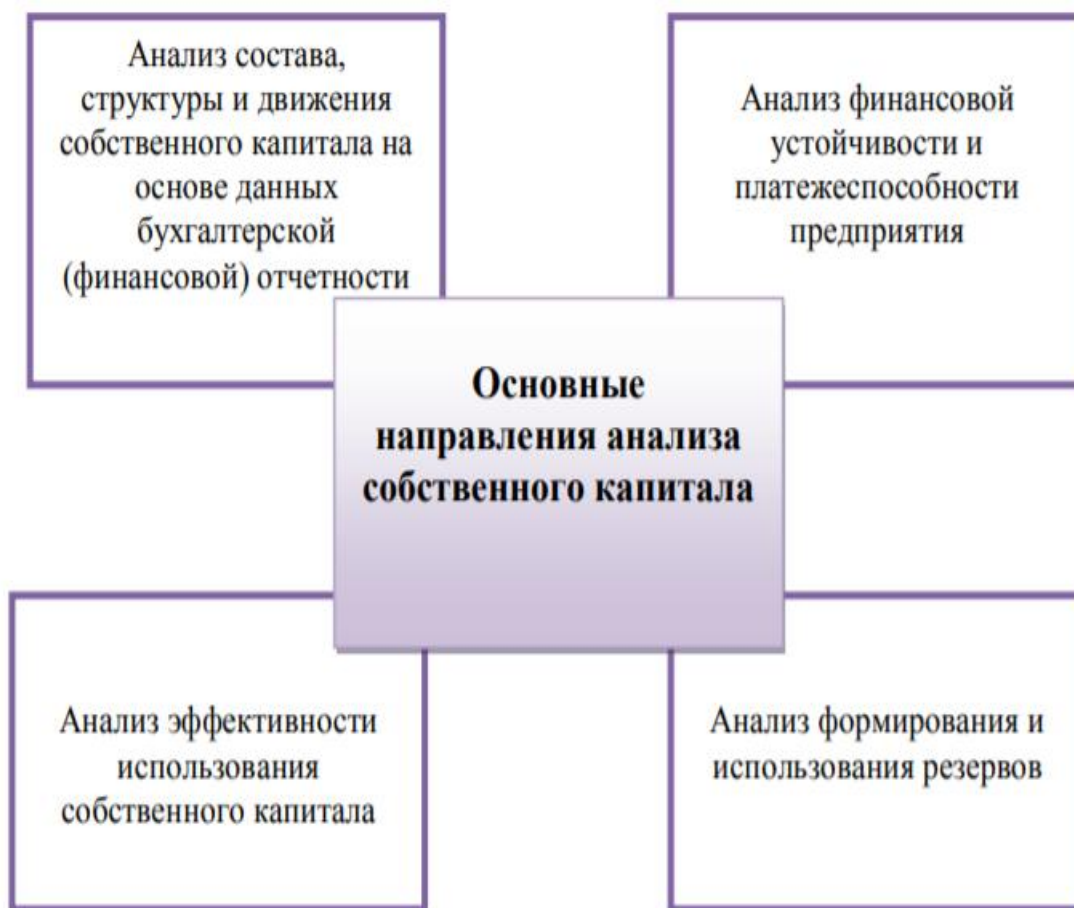 Анализ состава,
структуры и движения
собственного капитала на
основе данных
бухгалтерской
(финансовой) отчетности
Анализ финансовой
устойчивости и
платежеспособности
предприятия
Основные
направления анализа
собственного капитала
Анализ эффективности
использования
собственного капитала
Анализ формирования и
использования резервов